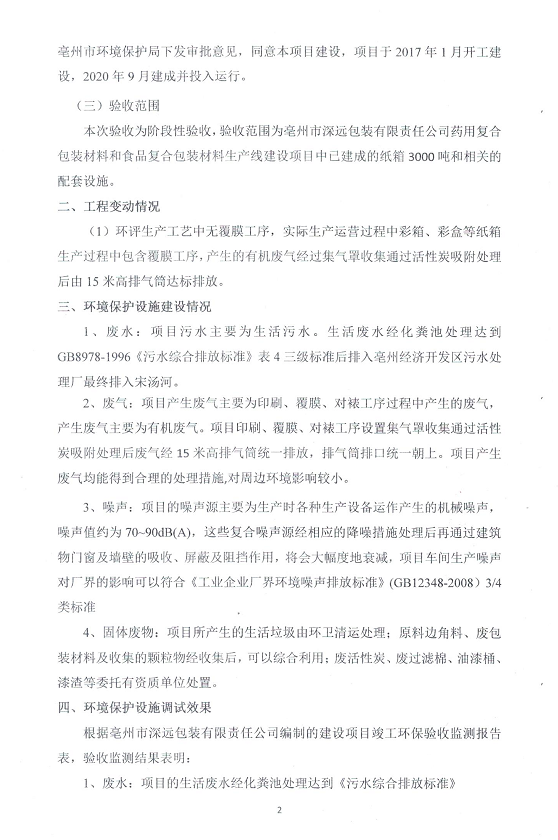 亳州市环境保护局下发审批意见，同意本项目建设，项目于 2017 年 1 月开工建
设，2020 年 9 月建成并投入运行。
（三）验收范围
本次验收为阶段性验收，验收范围为亳州市深远包装有限责任公司药用复合
包装材料和食品复合包装材料生产线建设项目中已建成的纸箱 3000 吨和相关的
配套设施。
二、工程变动情况
（1）环评生产工艺中无覆膜工序，实际生产运营过程中彩箱、彩盒等纸箱
生产过程中包含覆膜工序，产生的有机废气经过集气罩收集通过活性炭吸附处理
后由 15 米高排气筒达标排放。
三、环境保护设施建设情况
1、废水：项目污水主要为生活污水。生活废水经化粪池处理达到
GB8978-1996《污水综合排放标准》表 4 三级标准后排入亳州经济开发区污水处
理厂最终排入宋汤河。
2、废气：项目产生废气主要为印刷、覆膜、对裱工序过程中产生的废气，
产生废气主要为有机废气。项目印刷、覆膜、对裱工序设置集气罩收集通过活性
炭吸附处理后废气经 15 米高排气筒统一排放，排气筒排口统一朝上。项目产生
废气均能得到合理的处理措施,对周边环境影响较小。
3、噪声：项目的噪声源主要为生产时各种生产设备运作产生的机械噪声，
噪声值约为 70~90dB(A)，这些复合噪声源经相应的降噪措施处理后再通过建筑
物门窗及墙壁的吸收、屏蔽及阻挡作用，将会大幅度地衰减，项目车间生产噪声
对厂界的影响可以符合《工业企业厂界环境噪声排放标准》(GB12348-2008）3/4
类标准
4、固体废物：项目所产生的生活垃圾由环卫清运处理；原料边角料、废包
装材料及收集的颗粒物经收集后，可以综合利用；废活性炭、废过滤棉、油漆桶、
漆渣等委托有资质单位处置。
四、环境保护设施调试效果
根据亳州市深远包装有限责任公司编制的建设项目竣工环保验收监测报告
表，验收监测结果表明：
1、废水：项目的生活废水经化粪池处理达到《污水综合排放标准》
2